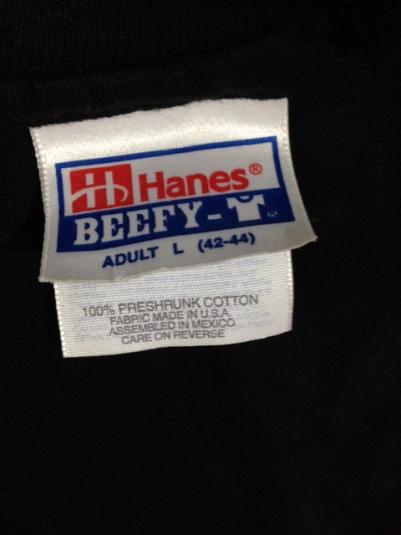 Hanes®
BEEFY-T®
ADULT L (42-44)
100% PRESHRUNK COTTON
FABRIC MADE IN U.S.A.
ASSEMBLED IN MEXICO
CARE ON REVERSE